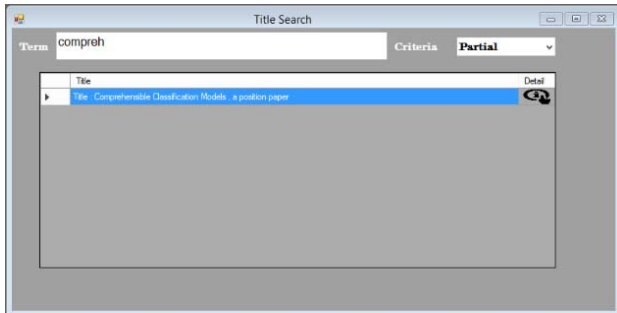 Title Search
Term compreh Criteria Partial
Title Detail
Title : Comprehensible Classification Models , a position paper